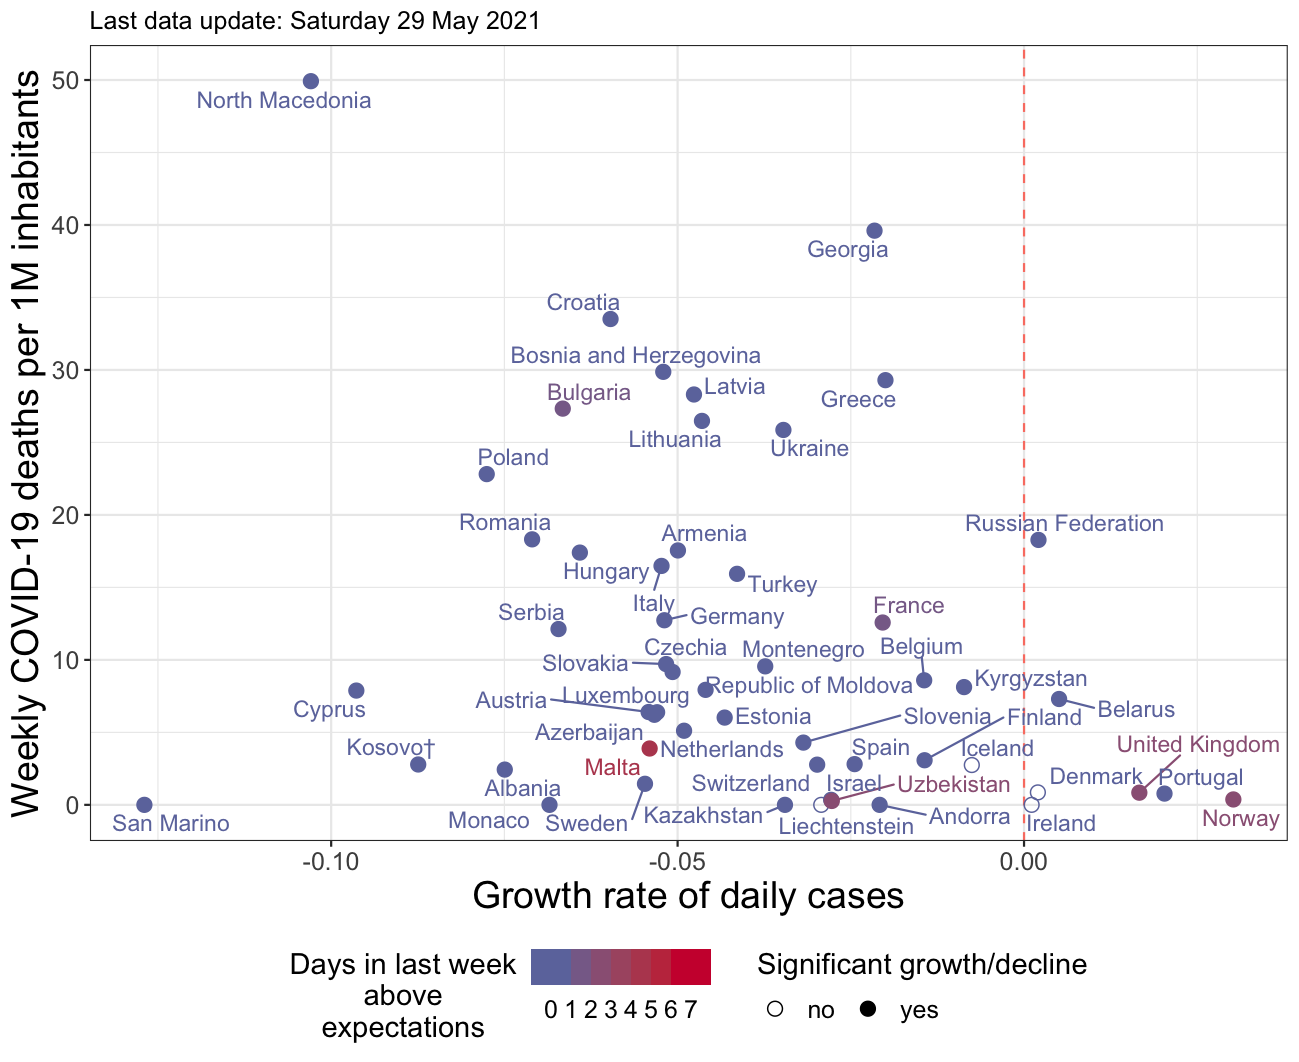 Last data update: Saturday 29 May 2021
Weekly COVID-19 deaths per 1M inhabitants
50
40
30
20
10
0
North Macedonia
Georgia
Croatia
Bosnia and Herzegovina
Bulgaria
Latvia
Greece
Lithuania
Ukraine
Poland
Romania
Armenia
Russian Federation
Hungary
Turkey
Italy
Serbia
Germany
France
Czechia
Montenegro
Belgium
Slovakia
Kyrgyzstan
Republic of Moldova
Luxembourg
Austria
Cyprus
Belarus
Estonia
Slovenia
Finland
Azerbaijan
Kosovo†
Netherlands
Spain
Iceland
United Kingdom
Malta
Denmark
Portugal
Albania
Switzerland
Israel
Uzbekistan
San Marino
Monaco
Sweden
Kazakhstan
Liechtenstein
Andorra
Ireland
Norway
-0.10
-0.05
0.00
Growth rate of daily cases
Days in last week
above
expectations
0 1 2 3 4 5 6 7
Significant growth/decline
no
yes